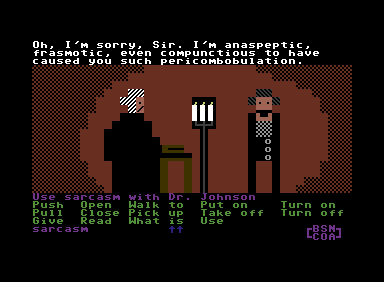 Oh, I'm sorry, Sir. I'm anaspeptic,
frasmotic, even compunctious to have
caused you such pericombobulation.
Use sarcasm with Dr. Johnson
Push Open Walk to Put on Turn on
Pull Close Pick up Take off Turn off
Give Read What is Use
sarcasm ↑↑ BSN
COA